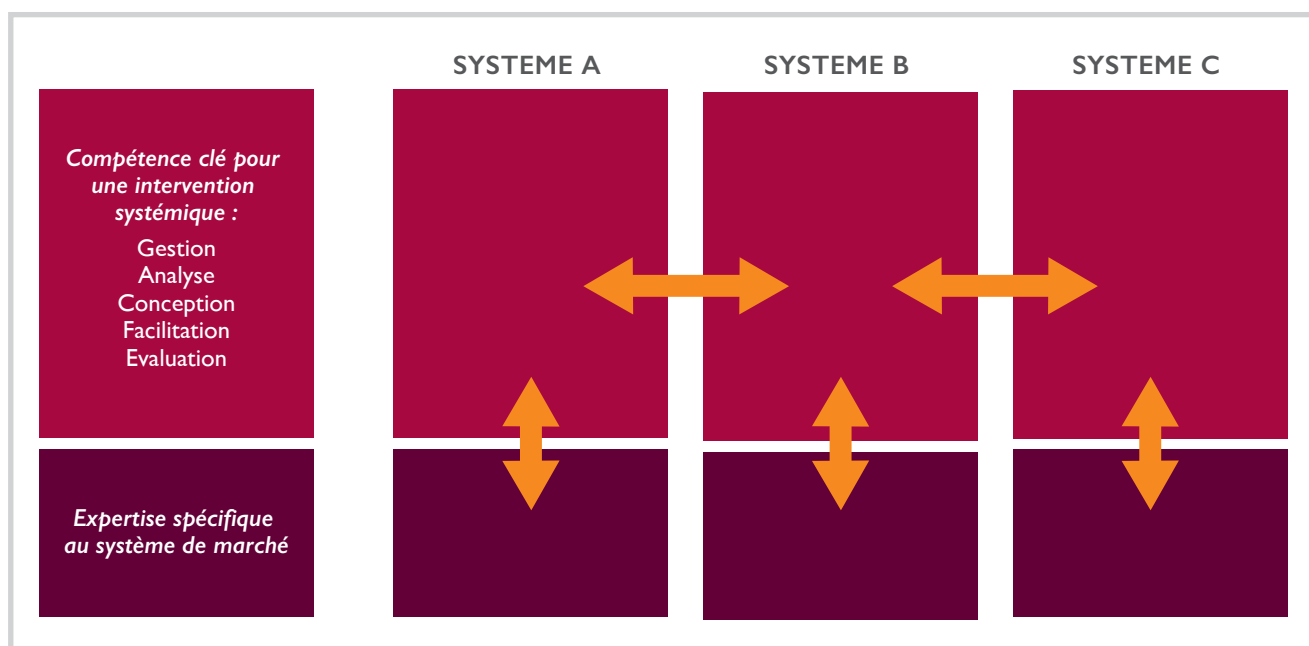 SYSTEME A
SYSTEME B
SYSTEME C
Compétence clé pour
une intervention
systémique :
Gestion
Analyse
Conception
Facilitation
Evaluation
Expertise spécifique
au système de marché